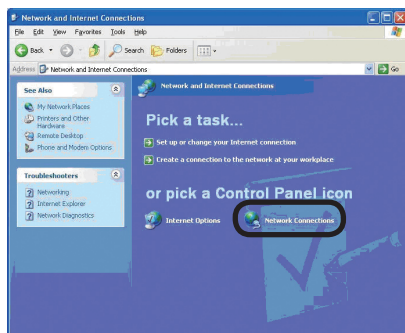 Network and Internet Connections
File Edit View Favorites Tools Help
Back Search Folders
Address Network and Internet Connections Go
See Also
My Network Places
Printers and Other
Hardware
Remote Desktop
Phone and Modem Options
Troubleshooters
Networking
Internet Explorer
Network Diagnostics
Network and Internet Connections
Pick a task...
Set up or change your Internet connection
Create a connection to the network at your workplace
or pick a Control Panel icon
Internet Options Network Connections